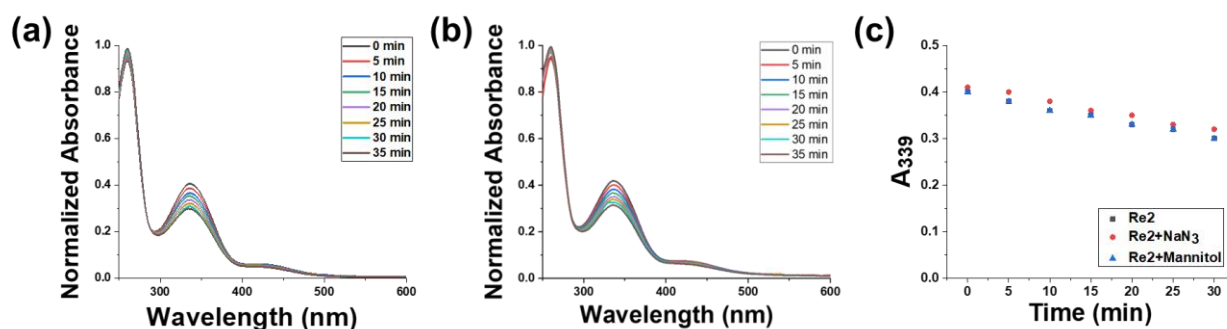 (a)
Normalized Absorbance
1.0
0.8
0.6
0.4
0.2
0.0
300
400
500
600
Wavelength (nm)
0 min
5 min
10 min
15 min
20 min
25 min
30 min
35 min
(b)
Normalized Absorbance
1.0
0.8
0.6
0.4
0.2
0.0
300
400
500
600
Wavelength (nm)
0 min
5 min
10 min
15 min
20 min
25 min
30 min
35 min
(c)
A339
0.5
0.4
0.3
0.2
0.1
0.0
0
5
10
15
20
25
30
Time (min)
Re2
Re2+NaN3
Re2+Mannitol